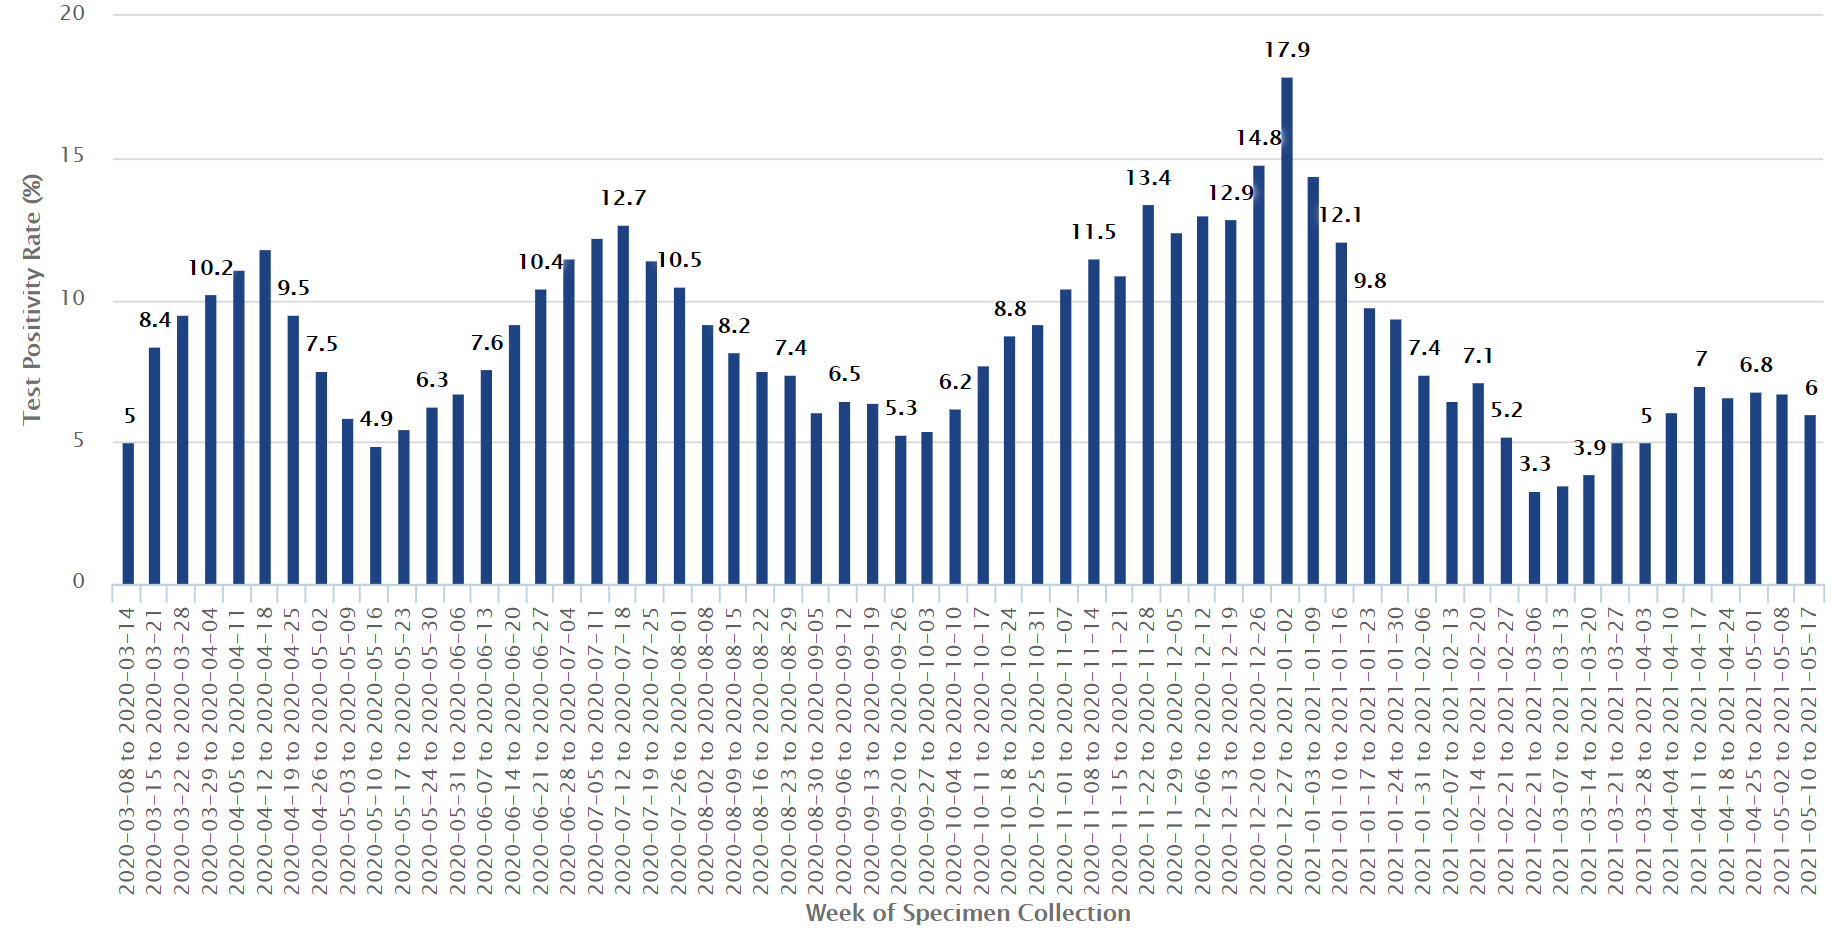 20
15
10
5
0
Test Positivity Rate (%)
5
8.4
10.2
9.5
7.5
4.9
6.3
7.6
10.4
12.7
10.5
8.2
7.4
6.5
5.3
6.2
8.8
11.5
13.4
12.9
14.8
17.9
12.1
9.8
7.4
7.1
5.2
3.3
3.9
5
7
6.8
6
2020-03-08 to 2020-03-14
2020-03-15 to 2020-03-21
2020-03-22 to 2020-03-28
2020-03-29 to 2020-04-04
2020-04-05 to 2020-04-11
2020-04-12 to 2020-04-18
2020-04-19 to 2020-04-25
2020-04-26 to 2020-05-02
2020-05-03 to 2020-05-09
2020-05-10 to 2020-05-16
2020-05-17 to 2020-05-23
2020-05-24 to 2020-05-30
2020-05-31 to 2020-06-06
2020-06-07 to 2020-06-13
2020-06-14 to 2020-06-20
2020-06-21 to 2020-06-27
2020-06-28 to 2020-07-04
2020-07-05 to 2020-07-11
2020-07-12 to 2020-07-18
2020-07-19 to 2020-07-25
2020-07-26 to 2020-08-01
2020-08-02 to 2020-08-08
2020-08-09 to 2020-08-15
2020-08-16 to 2020-08-22
2020-08-23 to 2020-08-29
2020-08-30 to 2020-09-05
2020-09-06 to 2020-09-12
2020-09-13 to 2020-09-19
2020-09-20 to 2020-09-26
2020-09-27 to 2020-10-03
2020-10-04 to 2020-10-10
2020-10-11 to 2020-10-17
2020-10-18 to 2020-10-24
2020-10-25 to 2020-10-31
2020-11-01 to 2020-11-07
2020-11-08 to 2020-11-14
2020-11-15 to 2020-11-21
2020-11-22 to 2020-11-28
2020-11-29 to 2020-12-05
2020-12-06 to 2020-12-12
2020-12-13 to 2020-12-19
2020-12-20 to 2020-12-26
2020-12-27 to 2021-01-02
2021-01-03 to 2021-01-09
2021-01-10 to 2021-01-16
2021-01-17 to 2021-01-23
2021-01-24 to 2021-01-30
2021-01-31 to 2021-02-06
2021-02-07 to 2021-02-13
2021-02-14 to 2021-02-20
2021-02-21 to 2021-02-27
2021-02-28 to 2021-03-06
2021-03-07 to 2021-03-13
2021-03-14 to 2021-03-20
2021-03-21 to 2021-03-27
2021-03-28 to 2021-04-03
2021-04-04 to 2021-04-10
2021-04-11 to 2021-04-17
2021-04-18 to 2021-04-24
2021-04-25 to 2021-05-01
2021-05-02 to 2021-05-08
2021-05-10 to 2021-05-17
Week of Specimen Collection